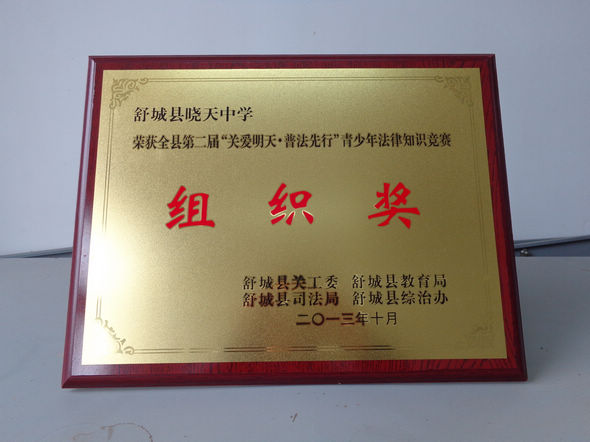 舒城县晓天中学
荣获全县第二届“关爱明天·普法先行”青少年法律知识竞赛
组织奖
舒城县关工委 舒城县教育局
舒城县司法局 舒城县综治办
二〇一三年十月